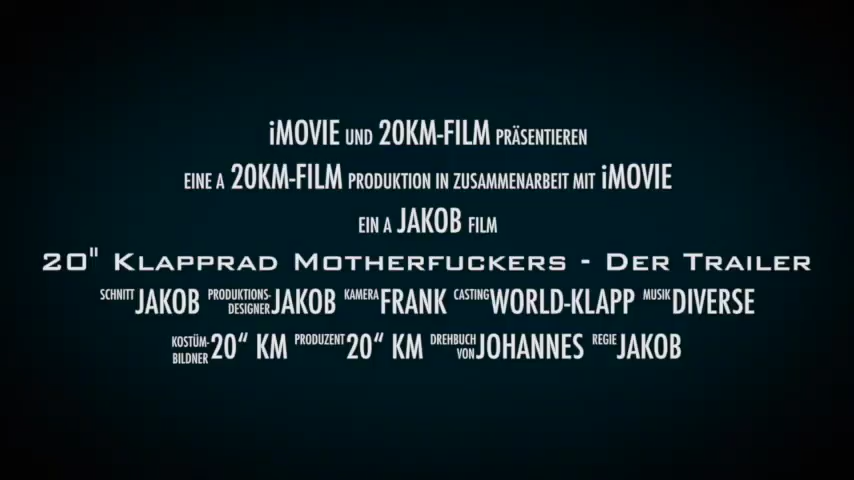 iMOVIE UND 20KM-FILM PRÄSENTIEREN
EINE A 20KM-FILM PRODUKTION IN ZUSAMMENARBEIT MIT iMOVIE
EIN A JAKOB FILM
20" KLAPPRAD MOTHERFUCKERS - DER TRAILER
SCHNITT JAKOB PRODUKTIONS-DESIGNER JAKOB KAMERA FRANK CASTING WORLD-KLAPP MUSIK DIVERSE
KOSTÜM-BILDNER 20“ KM PRODUZENT 20“ KM DREHBUCH VON JOHANNES REGIE JAKOB